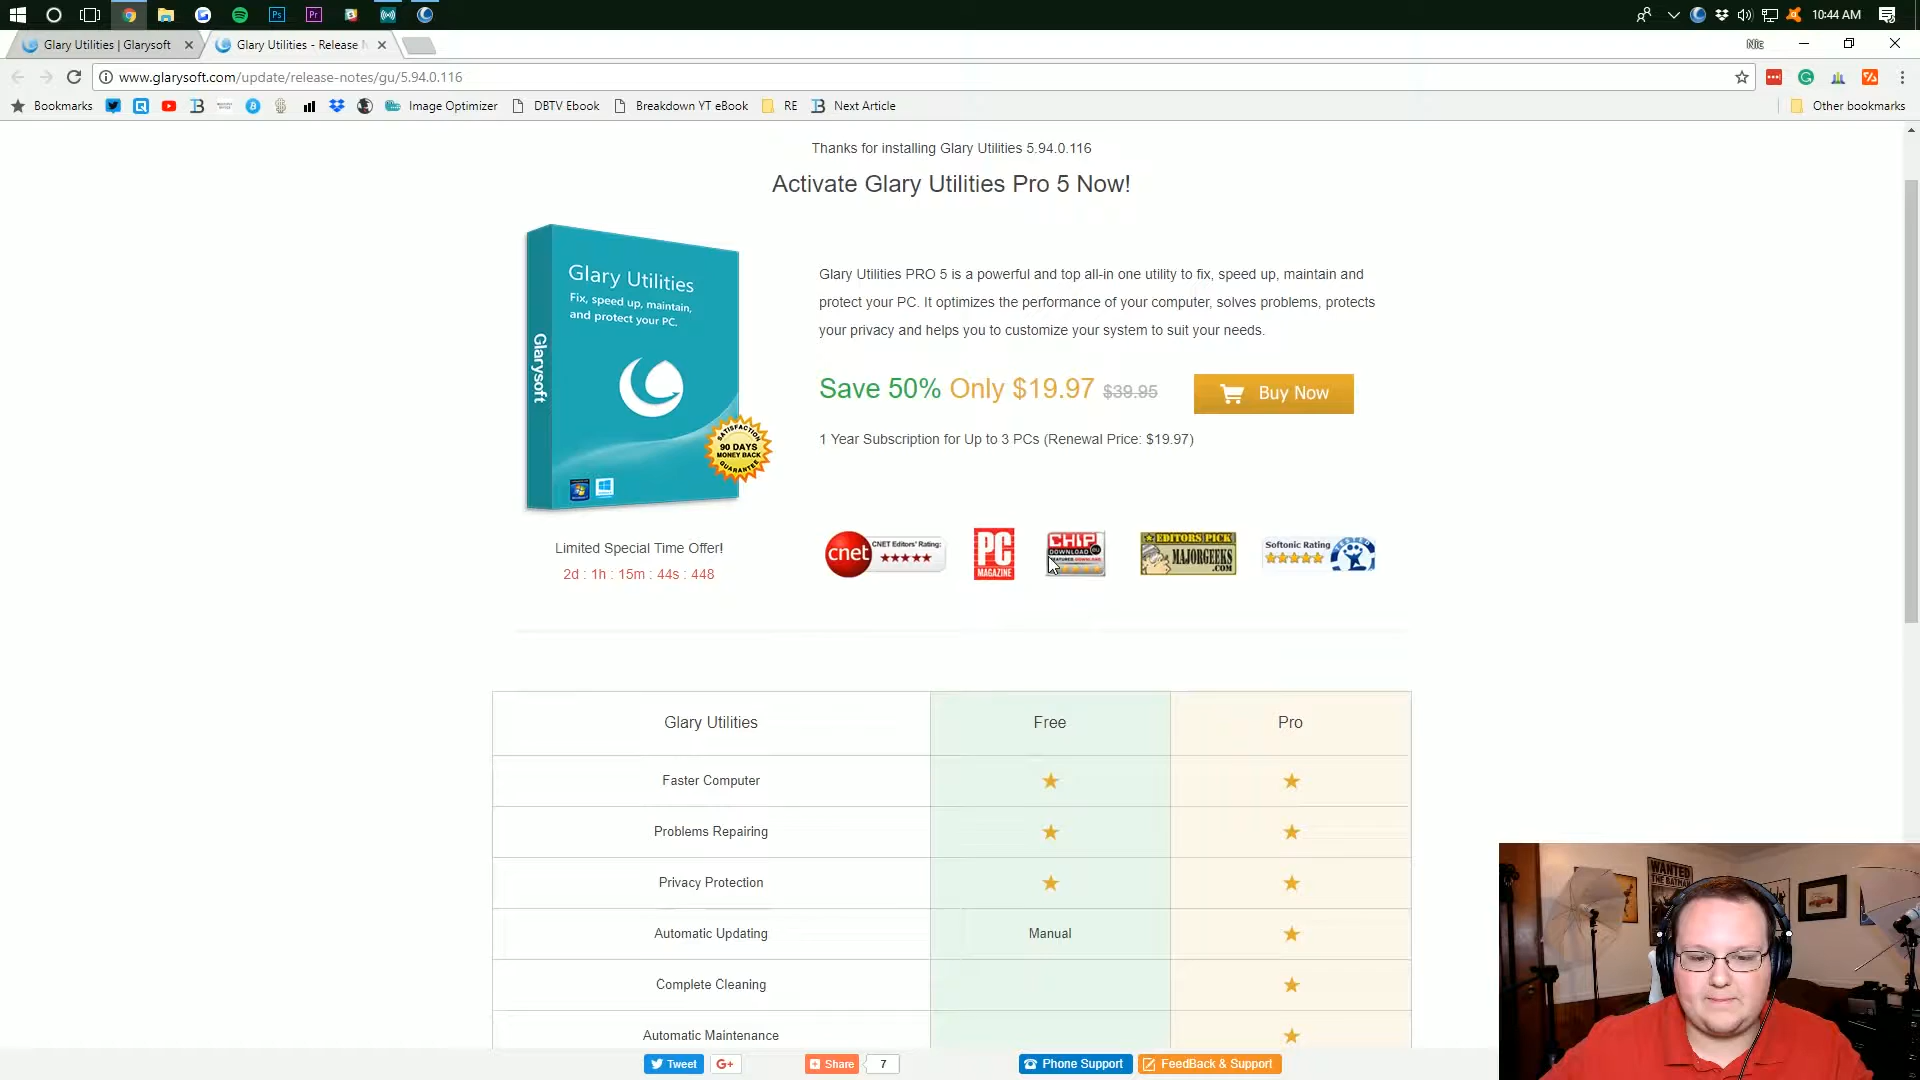 10:44 AM
Glary Utilities | Glarysoft
Glary Utilities - Release N
Nic
www.glarysoft.com/update/release-notes/gu/5.94.0.116
Bookmarks
Image Optimizer
DBTV Ebook
Breakdown YT eBook
RE
Next Article
Other bookmarks
Thanks for installing Glary Utilities 5.94.0.116
Activate Glary Utilities Pro 5 Now!
Glary Utilities
Fix, speed up, maintain,
and protect your PC.
Glarysoft
SATISFACTION
90 DAYS
MONEY BACK
GUARANTEE
Glary Utilities PRO 5 is a powerful and top all-in one utility to fix, speed up, maintain and
protect your PC. It optimizes the performance of your computer, solves problems, protects
your privacy and helps you to customize your system to suit your needs.
Save 50% Only $19.97 $39.95
Buy Now
1 Year Subscription for Up to 3 PCs (Renewal Price: $19.97)
Limited Special Time Offer!
2d : 1h : 15m : 44s : 448
cnet
CNET Editors' Rating:
PC
MAGAZINE
CHIP
DOWNLOAD
EDITORS PICK
MAJORGEEKS
.COM
Softonic Rating
Glary Utilities Free Pro
Faster Computer
Problems Repairing
Privacy Protection
Automatic Updating Manual
Complete Cleaning
Automatic Maintenance
Tweet
G+
Share
7
Phone Support
FeedBack & Support
WANTED
THE BATMAN